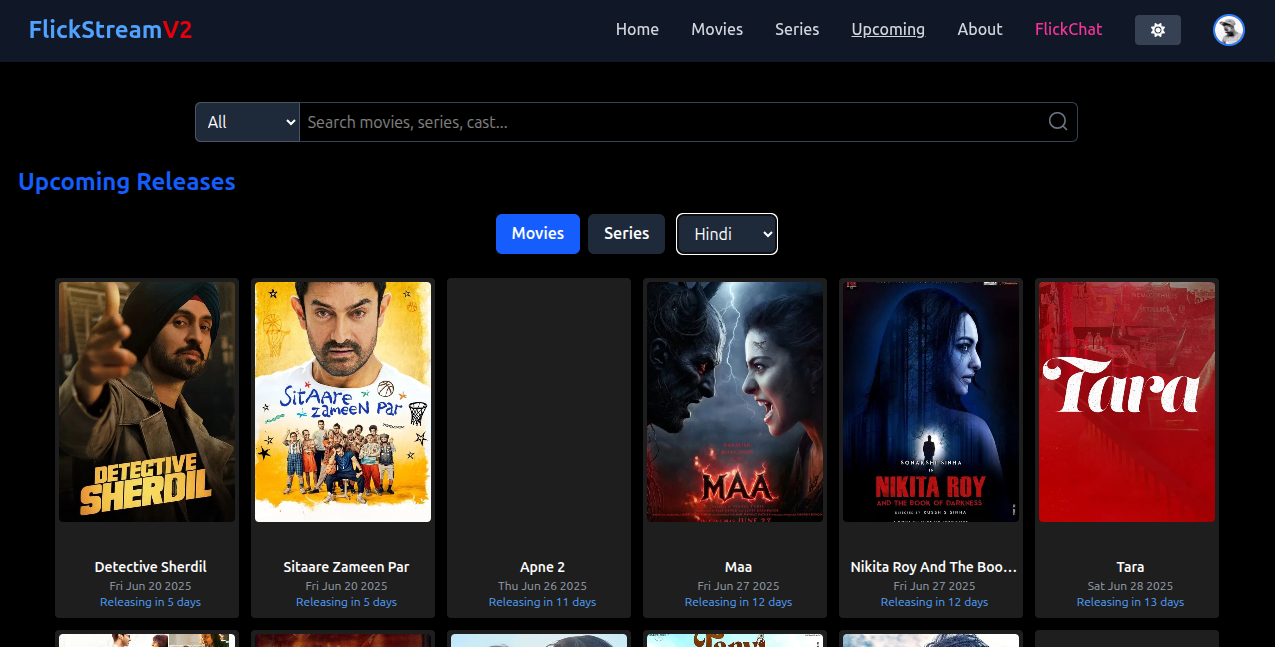 FlickStreamV2
Home
Movies
Series
Upcoming
About
FlickChat
All
Search movies, series, cast...
Upcoming Releases
Movies
Series
Hindi
DETECTIVE
SHERDIL
Detective Sherdil
Fri Jun 20 2025
Releasing in 5 days
SITAARE
ZAMEEN PAR
Sitaare Zameen Par
Fri Jun 20 2025
Releasing in 5 days
Apne 2
Thu Jun 26 2025
Releasing in 11 days
MAA
Maa
Fri Jun 27 2025
Releasing in 12 days
SONAKSHI SINHA
IS
NIKITA ROY
AND THE BOOK OF DARKNESS
Nikita Roy And The Boo...
Fri Jun 27 2025
Releasing in 12 days
Tara
Tara
Sat Jun 28 2025
Releasing in 13 days